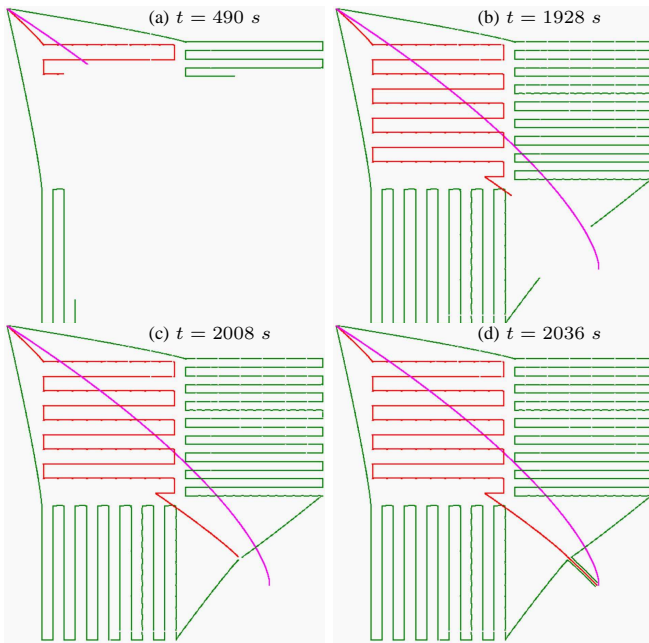 (a) t = 490 s
(b) t = 1928 s
(c) t = 2008 s
(d) t = 2036 s